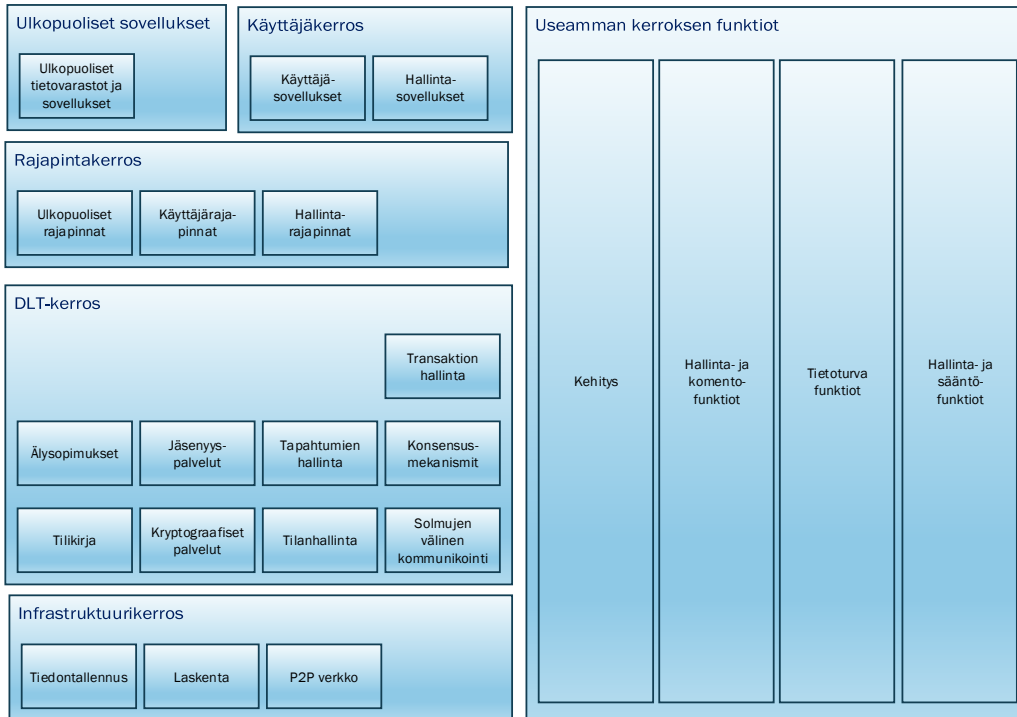 Ulkopuoliset sovellukset
Ulkopuoliset
tietovarastot ja
sovellukset
Käyttäjäkerros
Käyttäjä-
sovellukset
Hallinta-
sovellukset
Rajapintakerros
Ulkopuoliset
rajapinnat
Käyttäjäraja-
pinnat
Hallinta-
rajapinnat
DLT-kerros
Transaktion
hallinta
Älysopimukset
Jäsenyys-
palvelut
Tapahtumien
hallinta
Konsensus-
mekanismit
Tilikirja
Kryptograafiset
palvelut
Tilanhallinta
Solmujen
välinen
kommunikointi
Infrastruktuurikerros
Tiedontallennus
Laskenta
P2P verkko
Useamman kerroksen funktiot
Kehitys
Hallinta- ja
komento-
funktiot
Tietoturva
funktiot
Hallinta- ja
sääntö-
funktiot